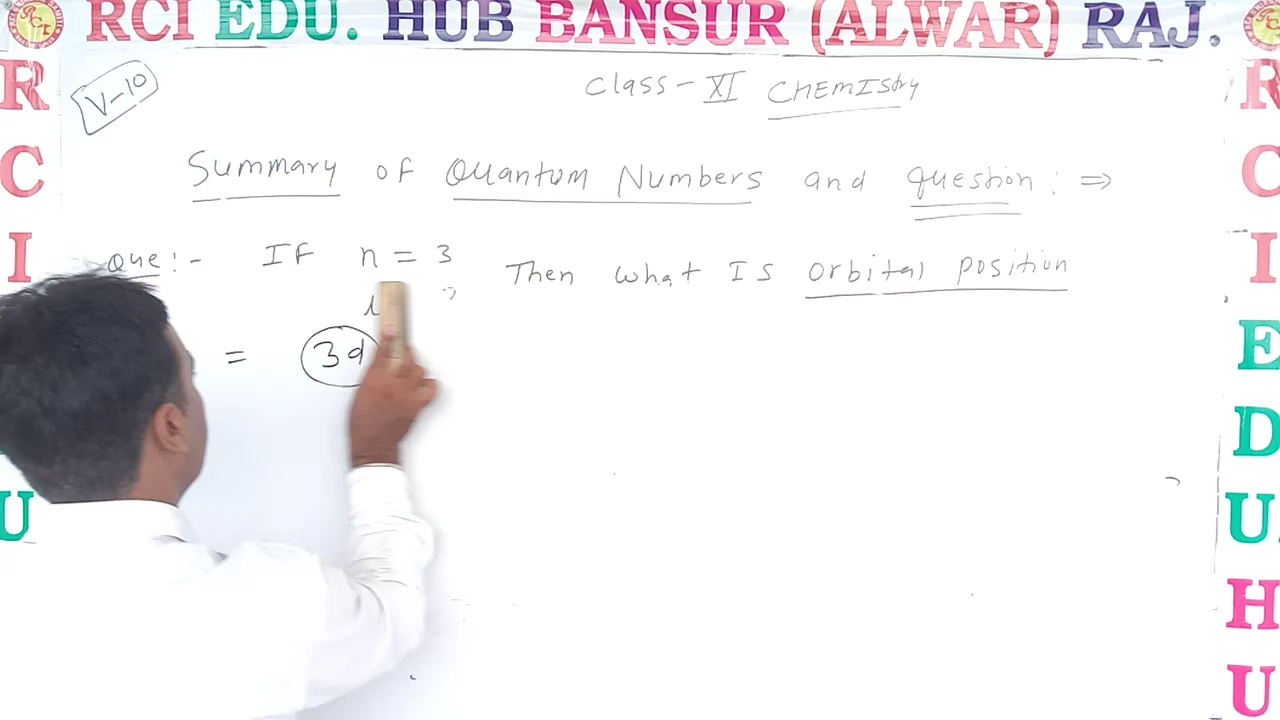 RCI EDU. HUB BANSUR (ALWAR) RAJ.
V-10
Class - XI CHEMIStry
Summary of Quantum Numbers and question : ⇒
Que :- IF n = 3 Then what IS orbital position
l
= 3d
R
C
I
U
R
C
I
E
D
U
H
U